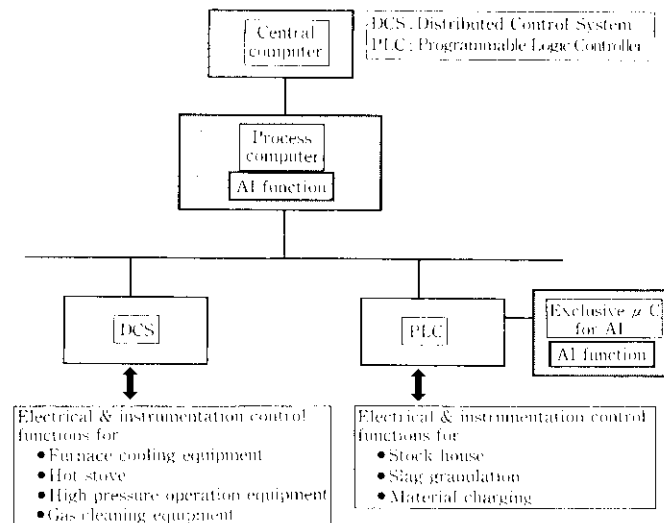 Central
computer
DCS : Distributed Control System
PLC : Programmable Logic Controller
Process
computer
AI function
DCS
PLC
Exclusive μ C
for AI
AI function
Electrical & instrumentation control
functions for
● Furnace cooling equipment
● Hot stove
● High pressure operation equipment
● Gas cleaning equipment
Electrical & instrumentation control
functions for
● Stock house
● Slag granulation
● Material charging